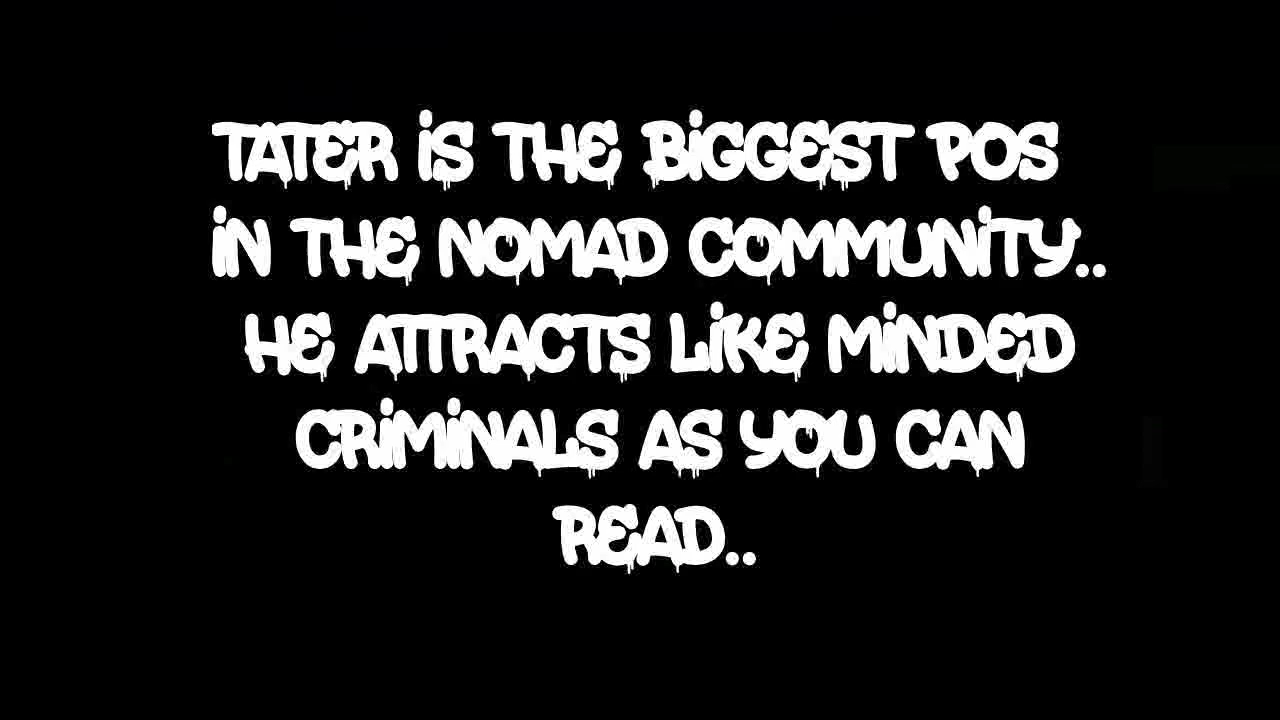 TATER iS THE BiGGEST POS
iN THE NOMAD COMMUNiTY..
HE ATTRACTS LiKE MiNDED
CRiMiNALS AS YOU CAN
READ..